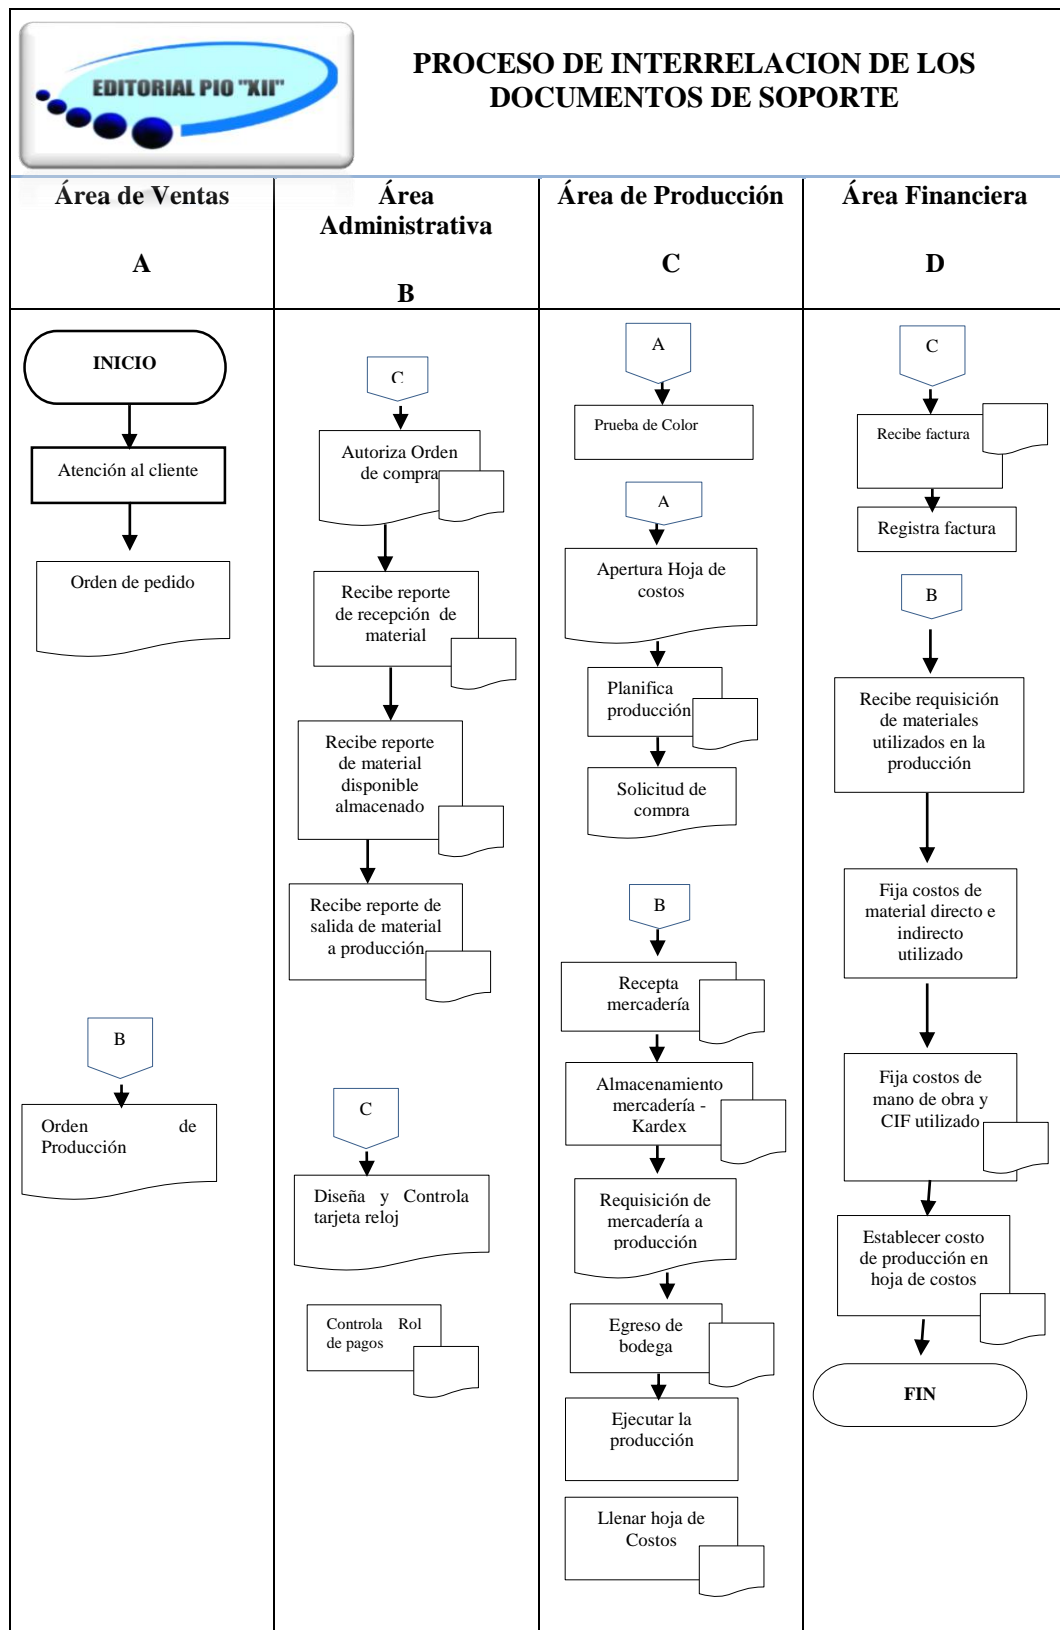 EDITORIAL PIO "XII"
PROCESO DE INTERRELACION DE LOS
DOCUMENTOS DE SOPORTE
Área de Ventas
A
Área
Administrativa
B
Área de Producción
C
Área Financiera
D
INICIO
Atención al cliente
Orden de pedido
B
Orden de
Producción
C
Autoriza Orden
de compra
Recibe reporte
de recepción de
material
Recibe reporte
de material
disponible
almacenado
Recibe reporte de
salida de material
a producción
C
Diseña y Controla
tarjeta reloj
Controla Rol
de pagos
A
Prueba de Color
A
Apertura Hoja de
costos
Planifica
producción
Solicitud de
compra
B
Recepta
mercadería
Almacenamiento
mercadería -
Kardex
Requisición de
mercadería a
producción
Egreso de
bodega
Ejecutar la
producción
Llenar hoja de
Costos
C
Recibe factura
Registra factura
B
Recibe requisición
de materiales
utilizados en la
producción
Fija costos de
material directo e
indirecto
utilizado
Fija costos de
mano de obra y
CIF utilizado
Establecer costo
de producción en
hoja de costos
FIN